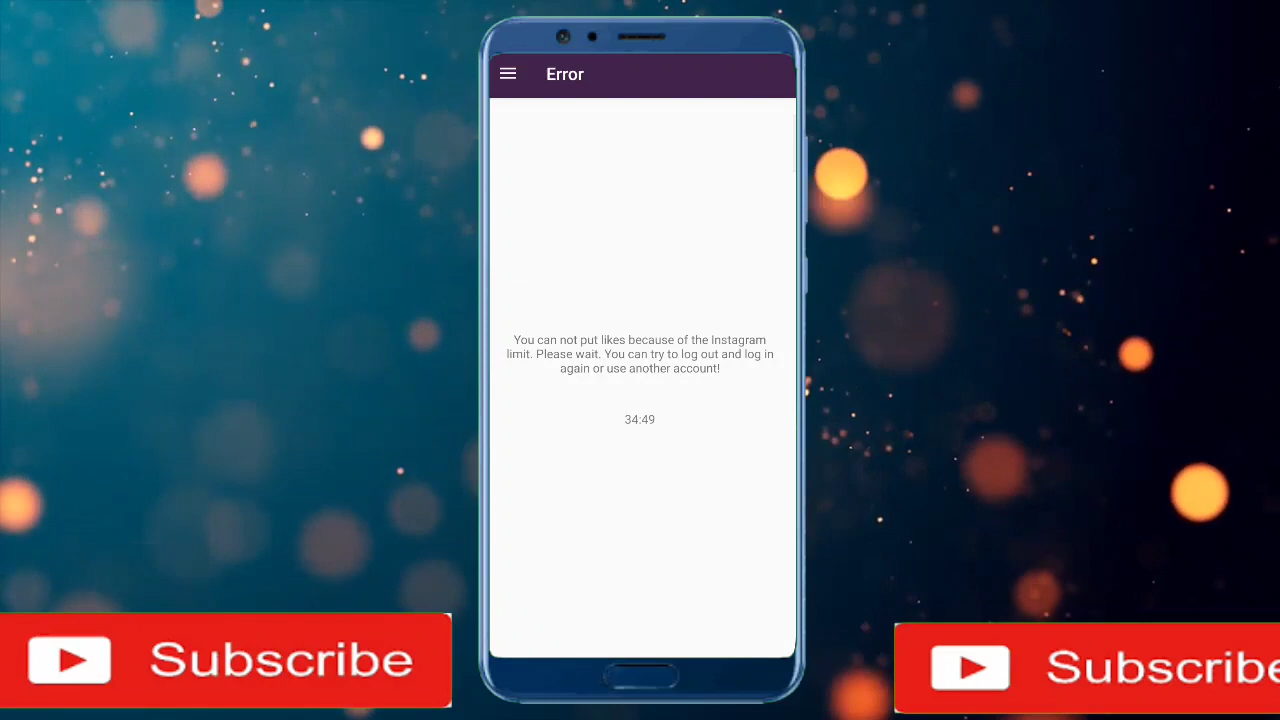 Error
You can not put likes because of the Instagram
limit. Please wait. You can try to log out and log in
again or use another account!
34:49
Subscribe
Subscribe